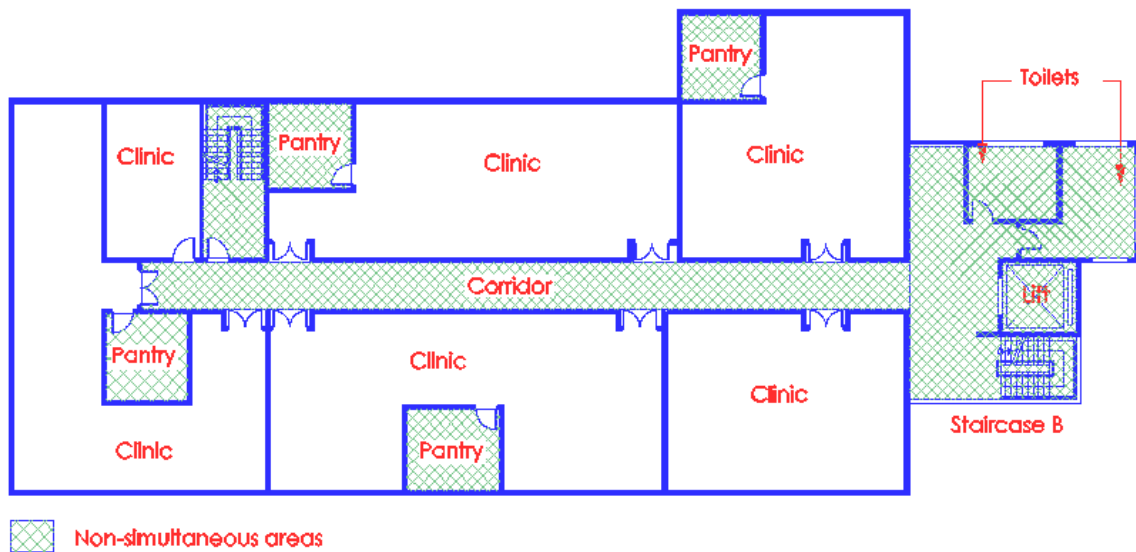 Pantry
Toilets
Clinic
Pantry
Clinic
Clinic
Corridor
Lift
Pantry
Clinic
Clinic
Staircase B
Clinic
Pantry
Non-simultaneous areas